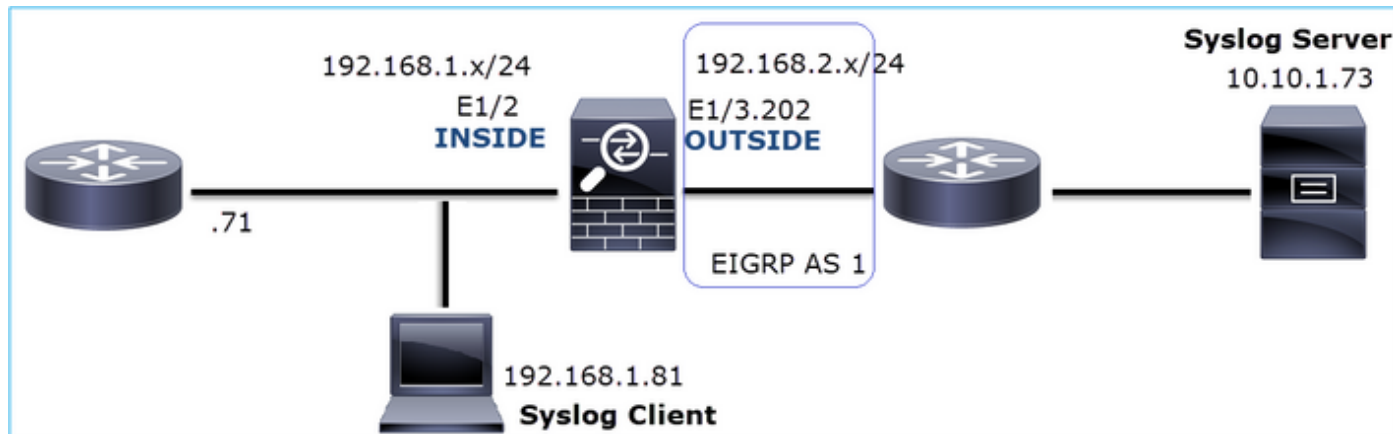 192.168.1.x/24
E1/2
INSIDE
192.168.2.x/24
E1/3.202
OUTSIDE
Syslog Server
10.10.1.73
.71
EIGRP AS 1
192.168.1.81
Syslog Client